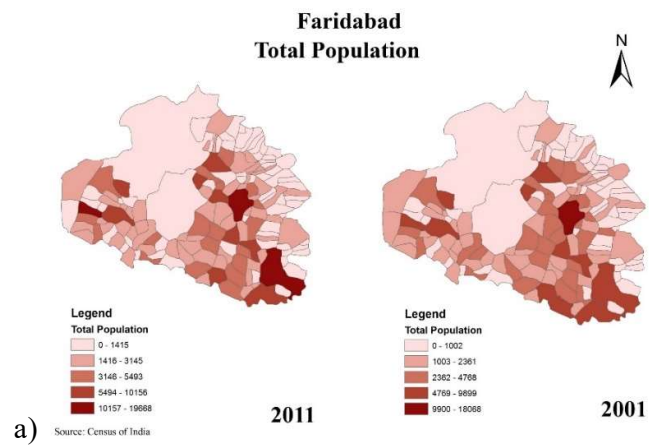 Faridabad
Total Population
N
Legend
Total Population
0 - 1415
1416 - 3145
3146 - 5493
5494 - 10156
10157 - 19668
2011
Legend
Total Population
0 - 1002
1003 - 2361
2362 - 4768
4769 - 9899
9900 - 18068
2001
a) Source: Census of India